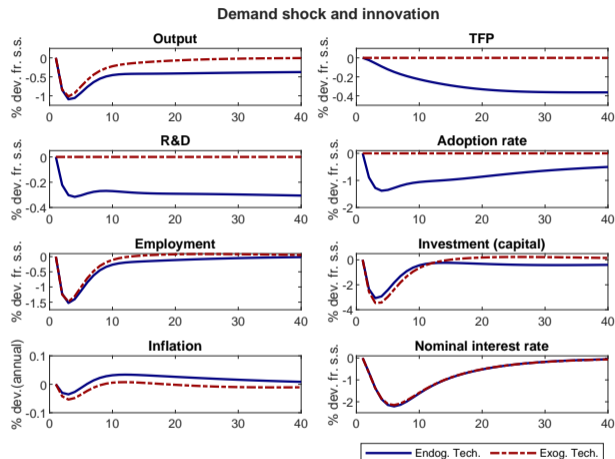 Demand shock and innovation
Output
% dev. fr. s.s.
0
-0.5
-1
0 10 20 30 40
TFP
% dev. fr. s.s.
0
-0.2
-0.4
0 10 20 30 40
R&D
% dev. fr. s.s.
0
-0.2
-0.4
0 10 20 30 40
Adoption rate
% dev. fr. s.s.
0
-1
-2
0 10 20 30 40
Employment
% dev. fr. s.s.
0
-0.5
-1
-1.5
0 10 20 30 40
Investment (capital)
% dev. fr. s.s.
0
-2
-4
0 10 20 30 40
Inflation
% dev.(annual)
0.1
0
-0.1
0 10 20 30 40
Nominal interest rate
% dev. fr. s.s.
0
-1
-2
0 10 20 30 40
Endog. Tech. Exog. Tech.